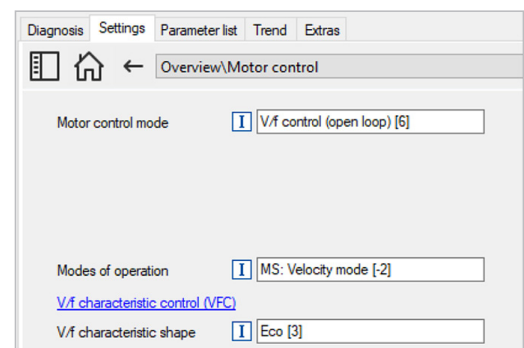 Diagnosis Settings Parameter list Trend Extras
Overview\Motor control
Motor control mode I V/f control (open loop) [6]
Modes of operation I MS: Velocity mode [-2]
V/f characteristic control (VFC)
V/f characteristic shape I Eco [3]